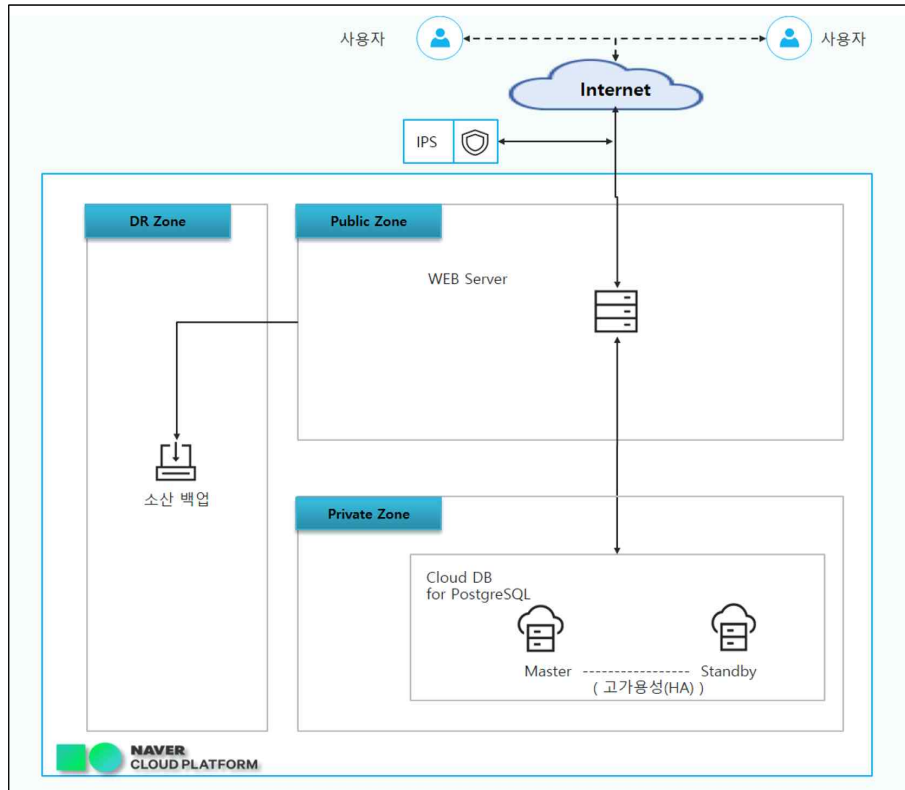 사용자
사용자
Internet
IPS
DR Zone
Public Zone
WEB Server
소산 백업
Private Zone
Cloud DB
for PostgreSQL
Master
Standby
( 고가용성(HA) )
NAVER
CLOUD PLATFORM